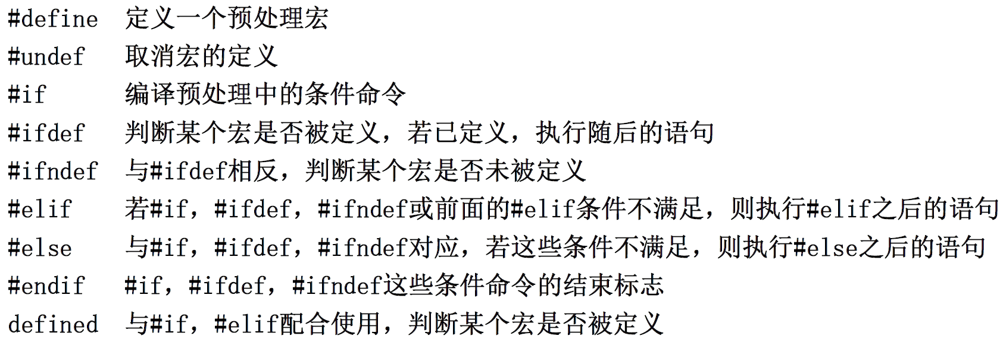 #define 定义一个预处理宏
#undef 取消宏的定义
#if 编译预处理中的条件命令
#ifdef 判断某个宏是否被定义，若已定义，执行随后的语句
#ifndef 与#ifdef相反，判断某个宏是否未被定义
#elif 若#if，#ifdef，#ifndef或前面的#elif条件不满足，则执行#elif之后的语句
#else 与#if，#ifdef，#ifndef对应，若这些条件不满足，则执行#else之后的语句
#endif #if，#ifdef，#ifndef这些条件命令的结束标志
defined 与#if，#elif配合使用，判断某个宏是否被定义